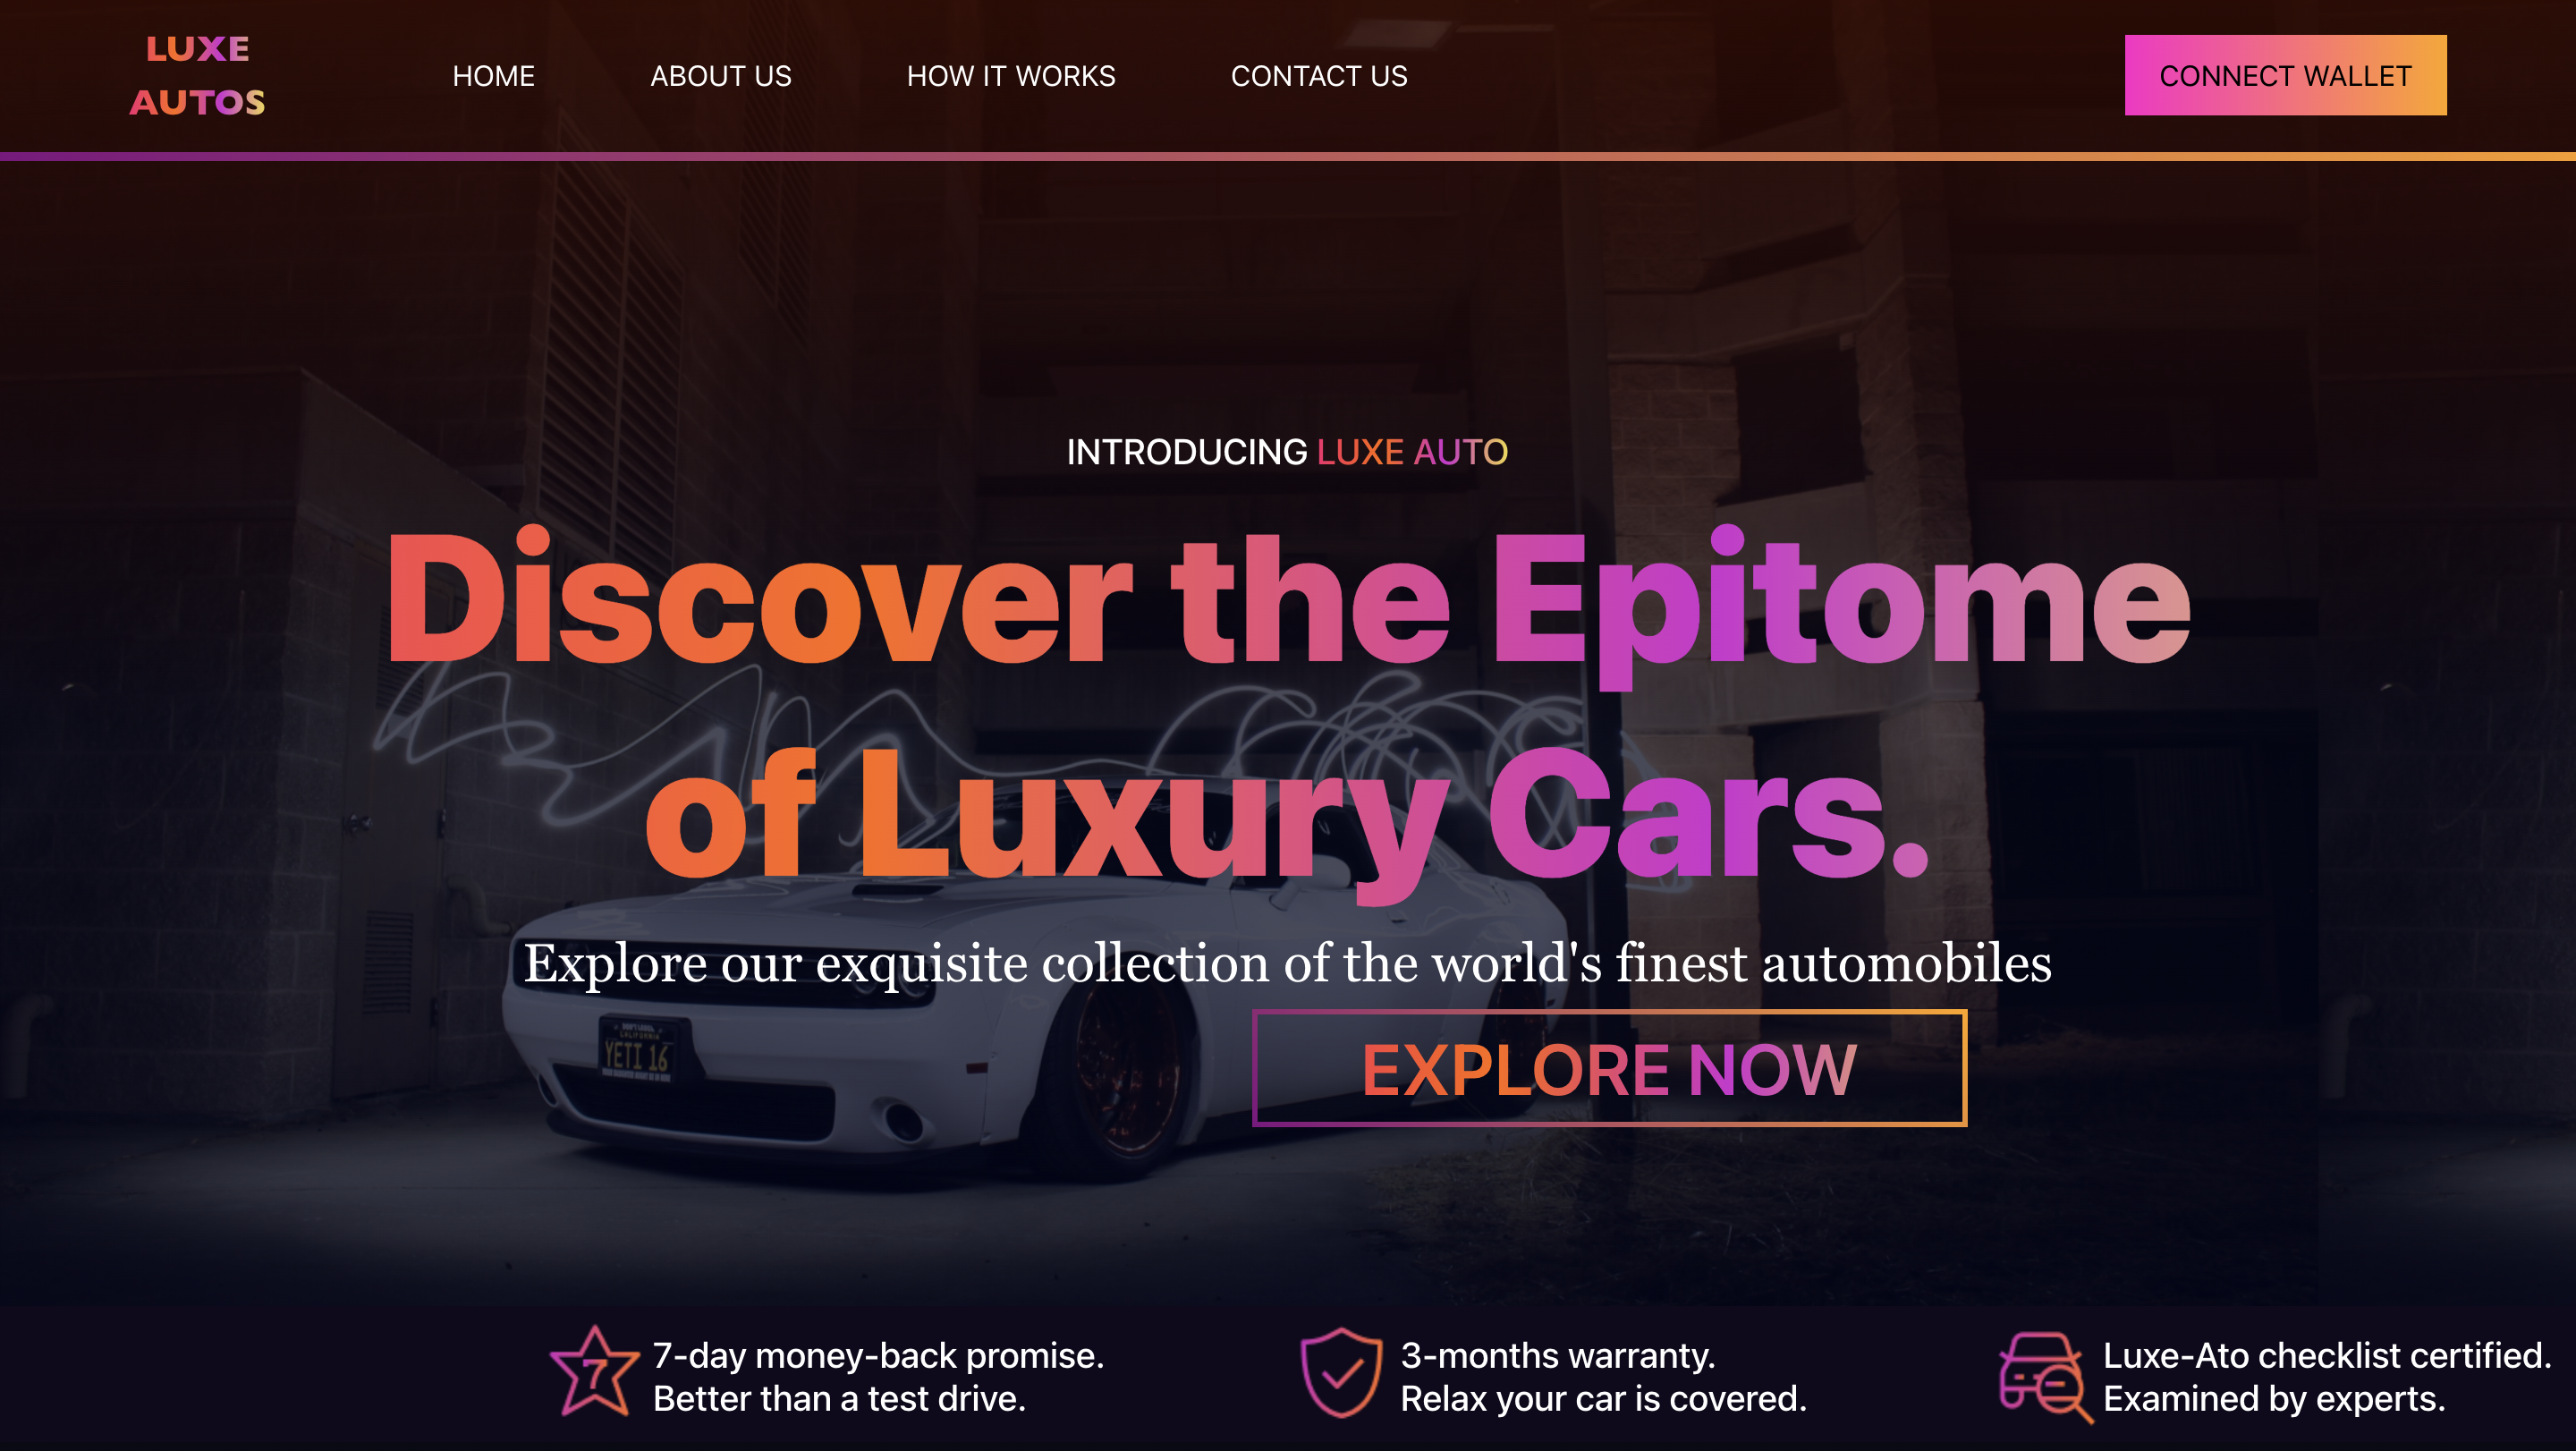 LUXE
AUTOS
HOME
ABOUT US
HOW IT WORKS
CONTACT US
CONNECT WALLET
INTRODUCING LUXE AUTO
Discover the Epitome
of Luxury Cars.
Explore our exquisite collection of the world's finest automobiles
CALIFORNIA
YETI 16
EXPLORE NOW
7
7-day money-back promise.
Better than a test drive.
3-months warranty.
Relax your car is covered.
Luxe-Ato checklist certified.
Examined by experts.